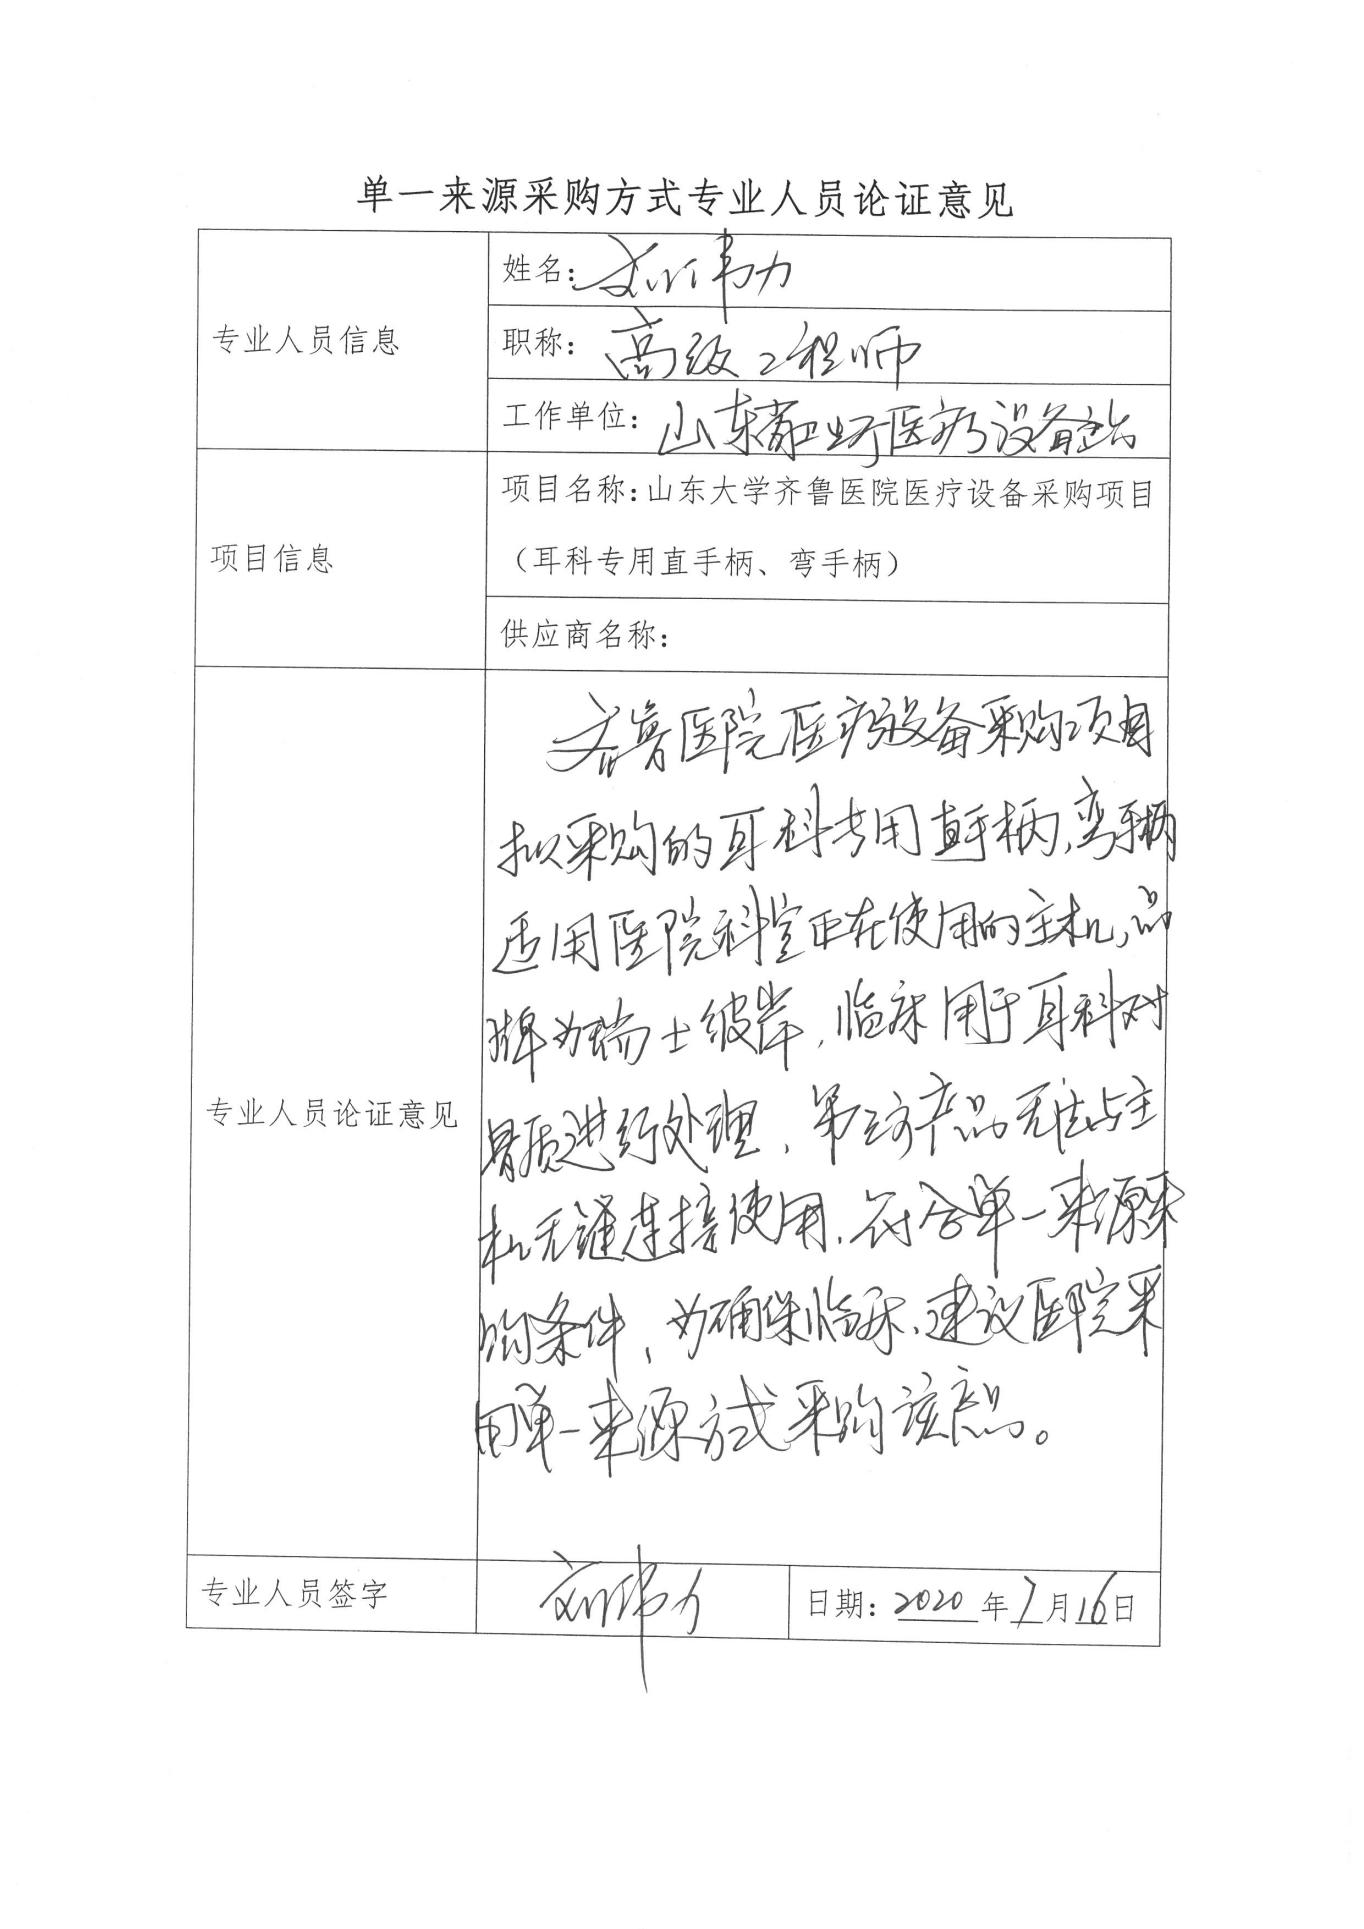 单一来源采购方式专业人员论证意见
专业人员信息
姓名：刘伟力
职称：高级工程师
工作单位：山东省卫生厅医疗设备站
项目信息
项目名称：山东大学齐鲁医院医疗设备采购项目
（耳科专用直手柄、弯手柄）
供应商名称：
专业人员论证意见
齐鲁医院医疗设备采购项目
拟采购的耳科专用直手柄，弯手柄
适用医院科室正在使用的主机，品
牌为瑞士彼岸，临床用于耳科对
骨质进行处理，第三方产品无法与主
机无缝连接使用，符合单一来源采
购条件，为确保临床，建议医院采
用单一来源方式采购该产品。
专业人员签字
刘伟力
日期：2020年7月16日